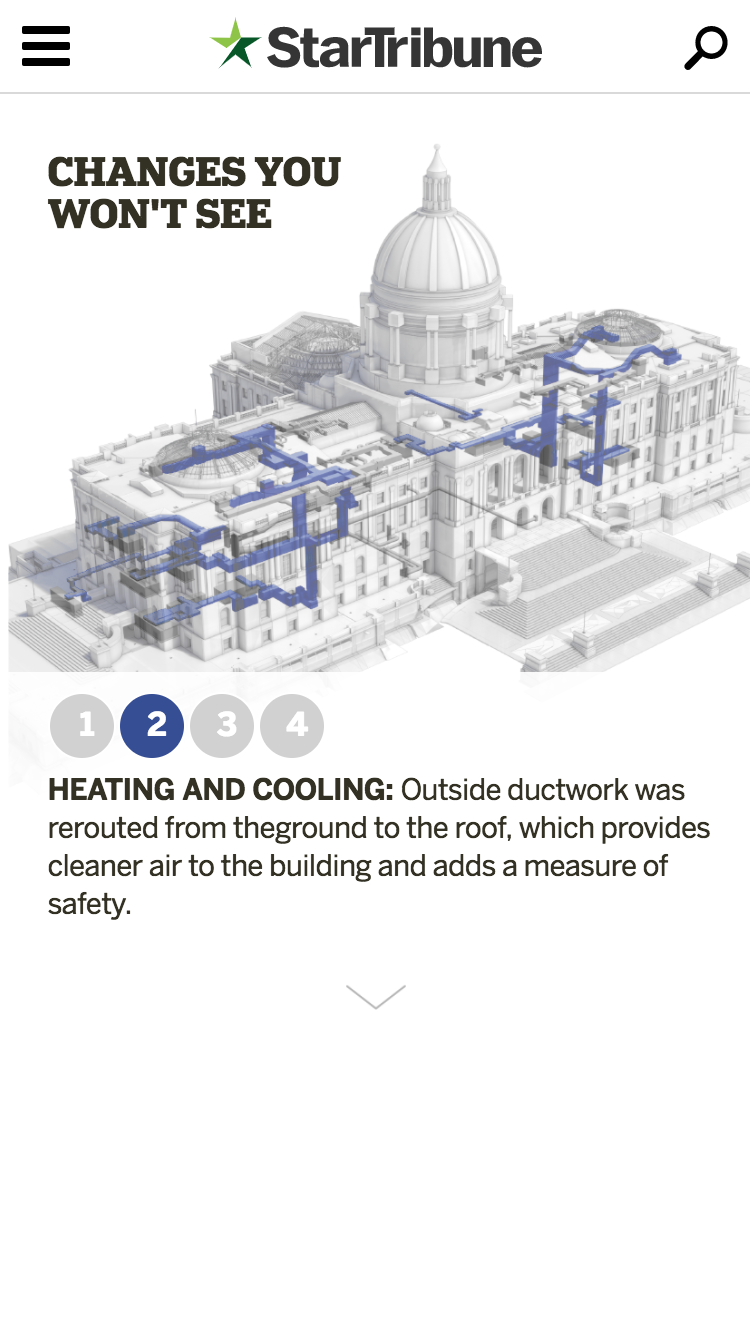 StarTribune
CHANGES YOU
WON'T SEE
1 2 3 4
HEATING AND COOLING: Outside ductwork was
rerouted from theground to the roof, which provides
cleaner air to the building and adds a measure of
safety.